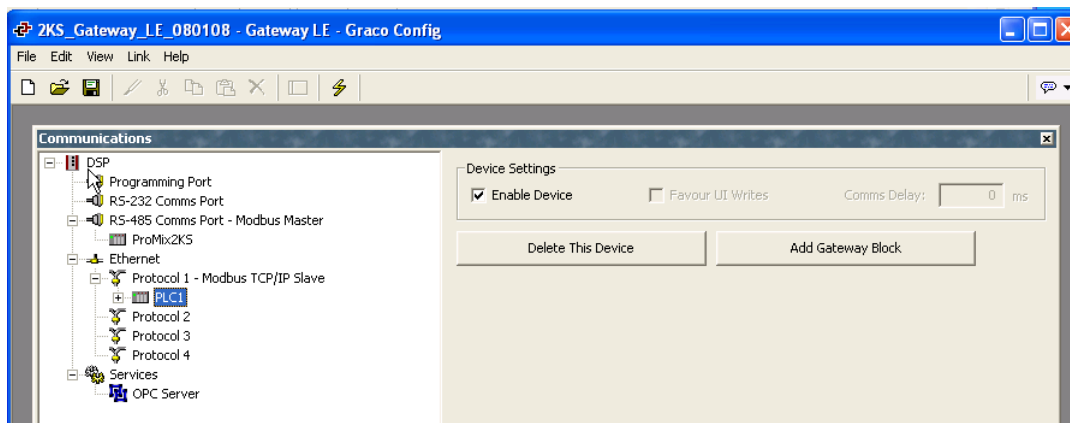 2KS_Gateway_LE_080108 - Gateway LE - Graco Config
File Edit View Link Help
Communications
DSP
Programming Port
RS-232 Comms Port
RS-485 Comms Port - Modbus Master
ProMix2KS
Ethernet
Protocol 1 - Modbus TCP/IP Slave
PLC1
Protocol 2
Protocol 3
Protocol 4
Services
OPC Server
Device Settings
Enable Device Favour UI Writes Comms Delay: 0 ms
Delete This Device Add Gateway Block